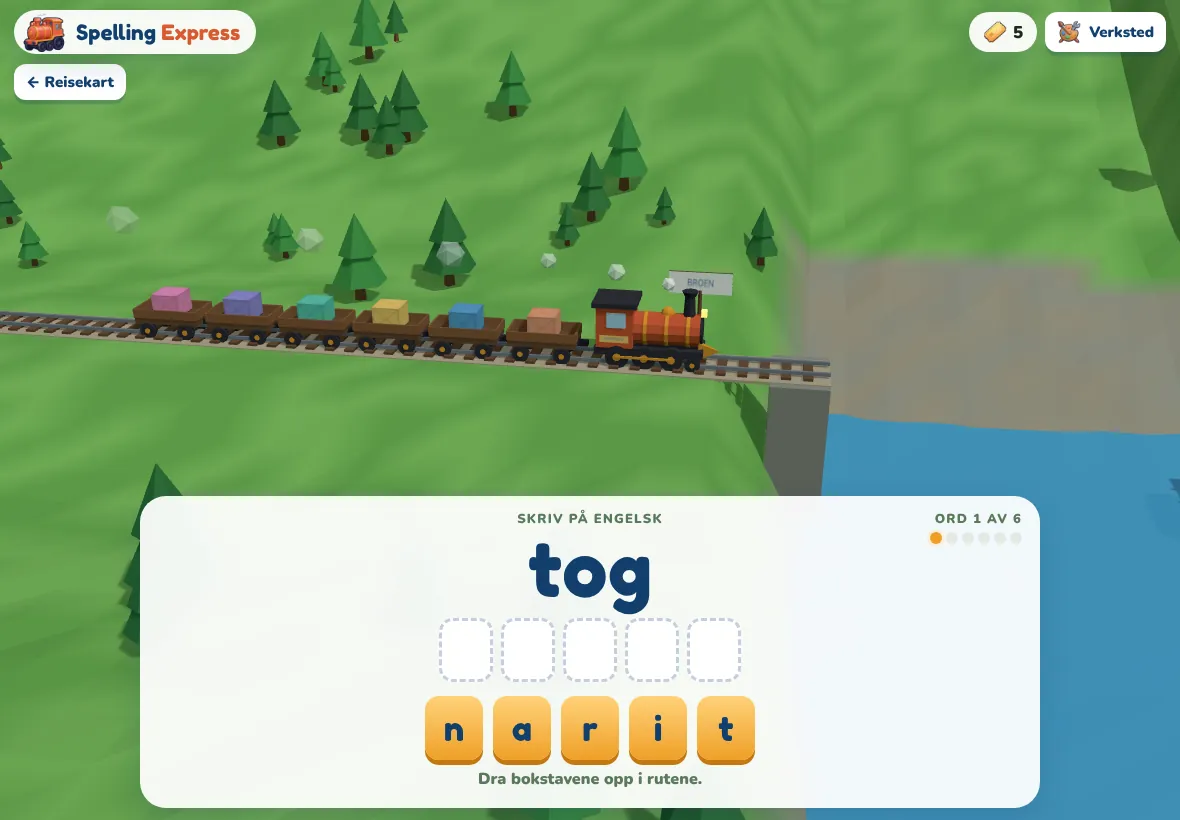 Spelling Express
5
Verksted
← Reisekart
BROEN
SKRIV PÅ ENGELSK
ORD 1 AV 6
tog
n a r i t
Dra bokstavene opp i rutene.